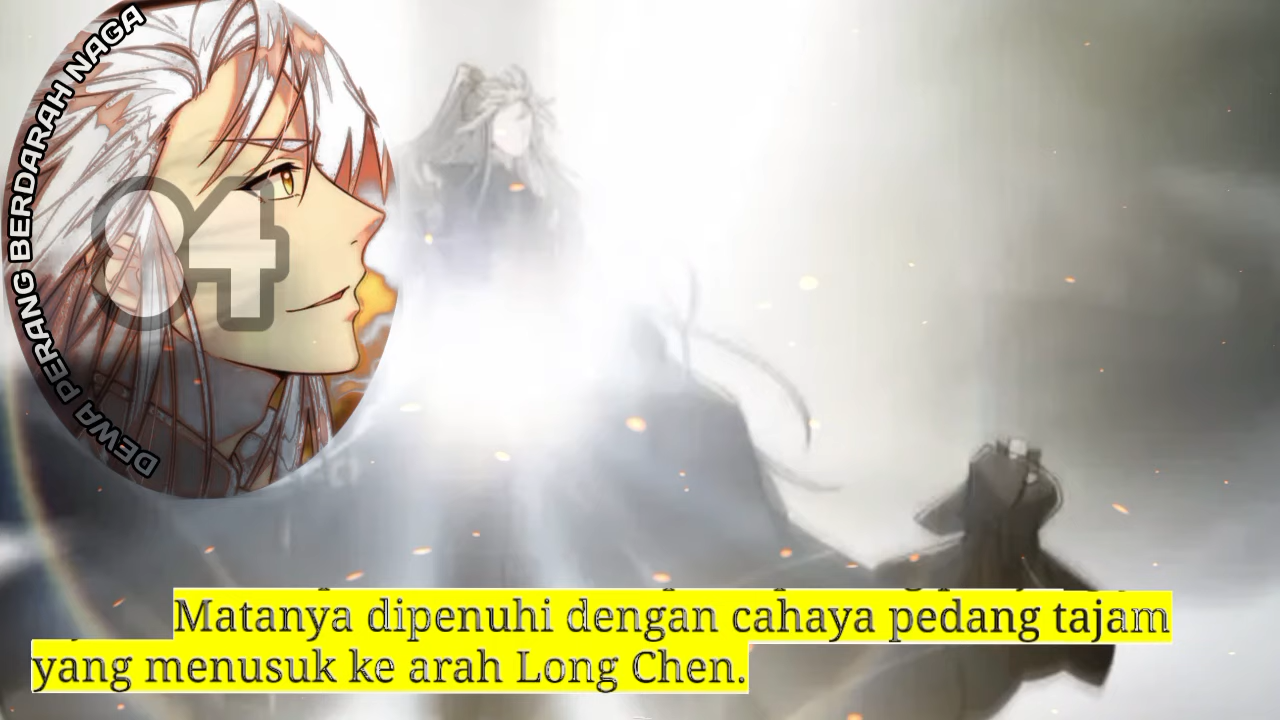 DEWA PERANG BERDARAH NAGA
04
Matanya dipenuhi dengan cahaya pedang tajam
yang menusuk ke arah Long Chen.